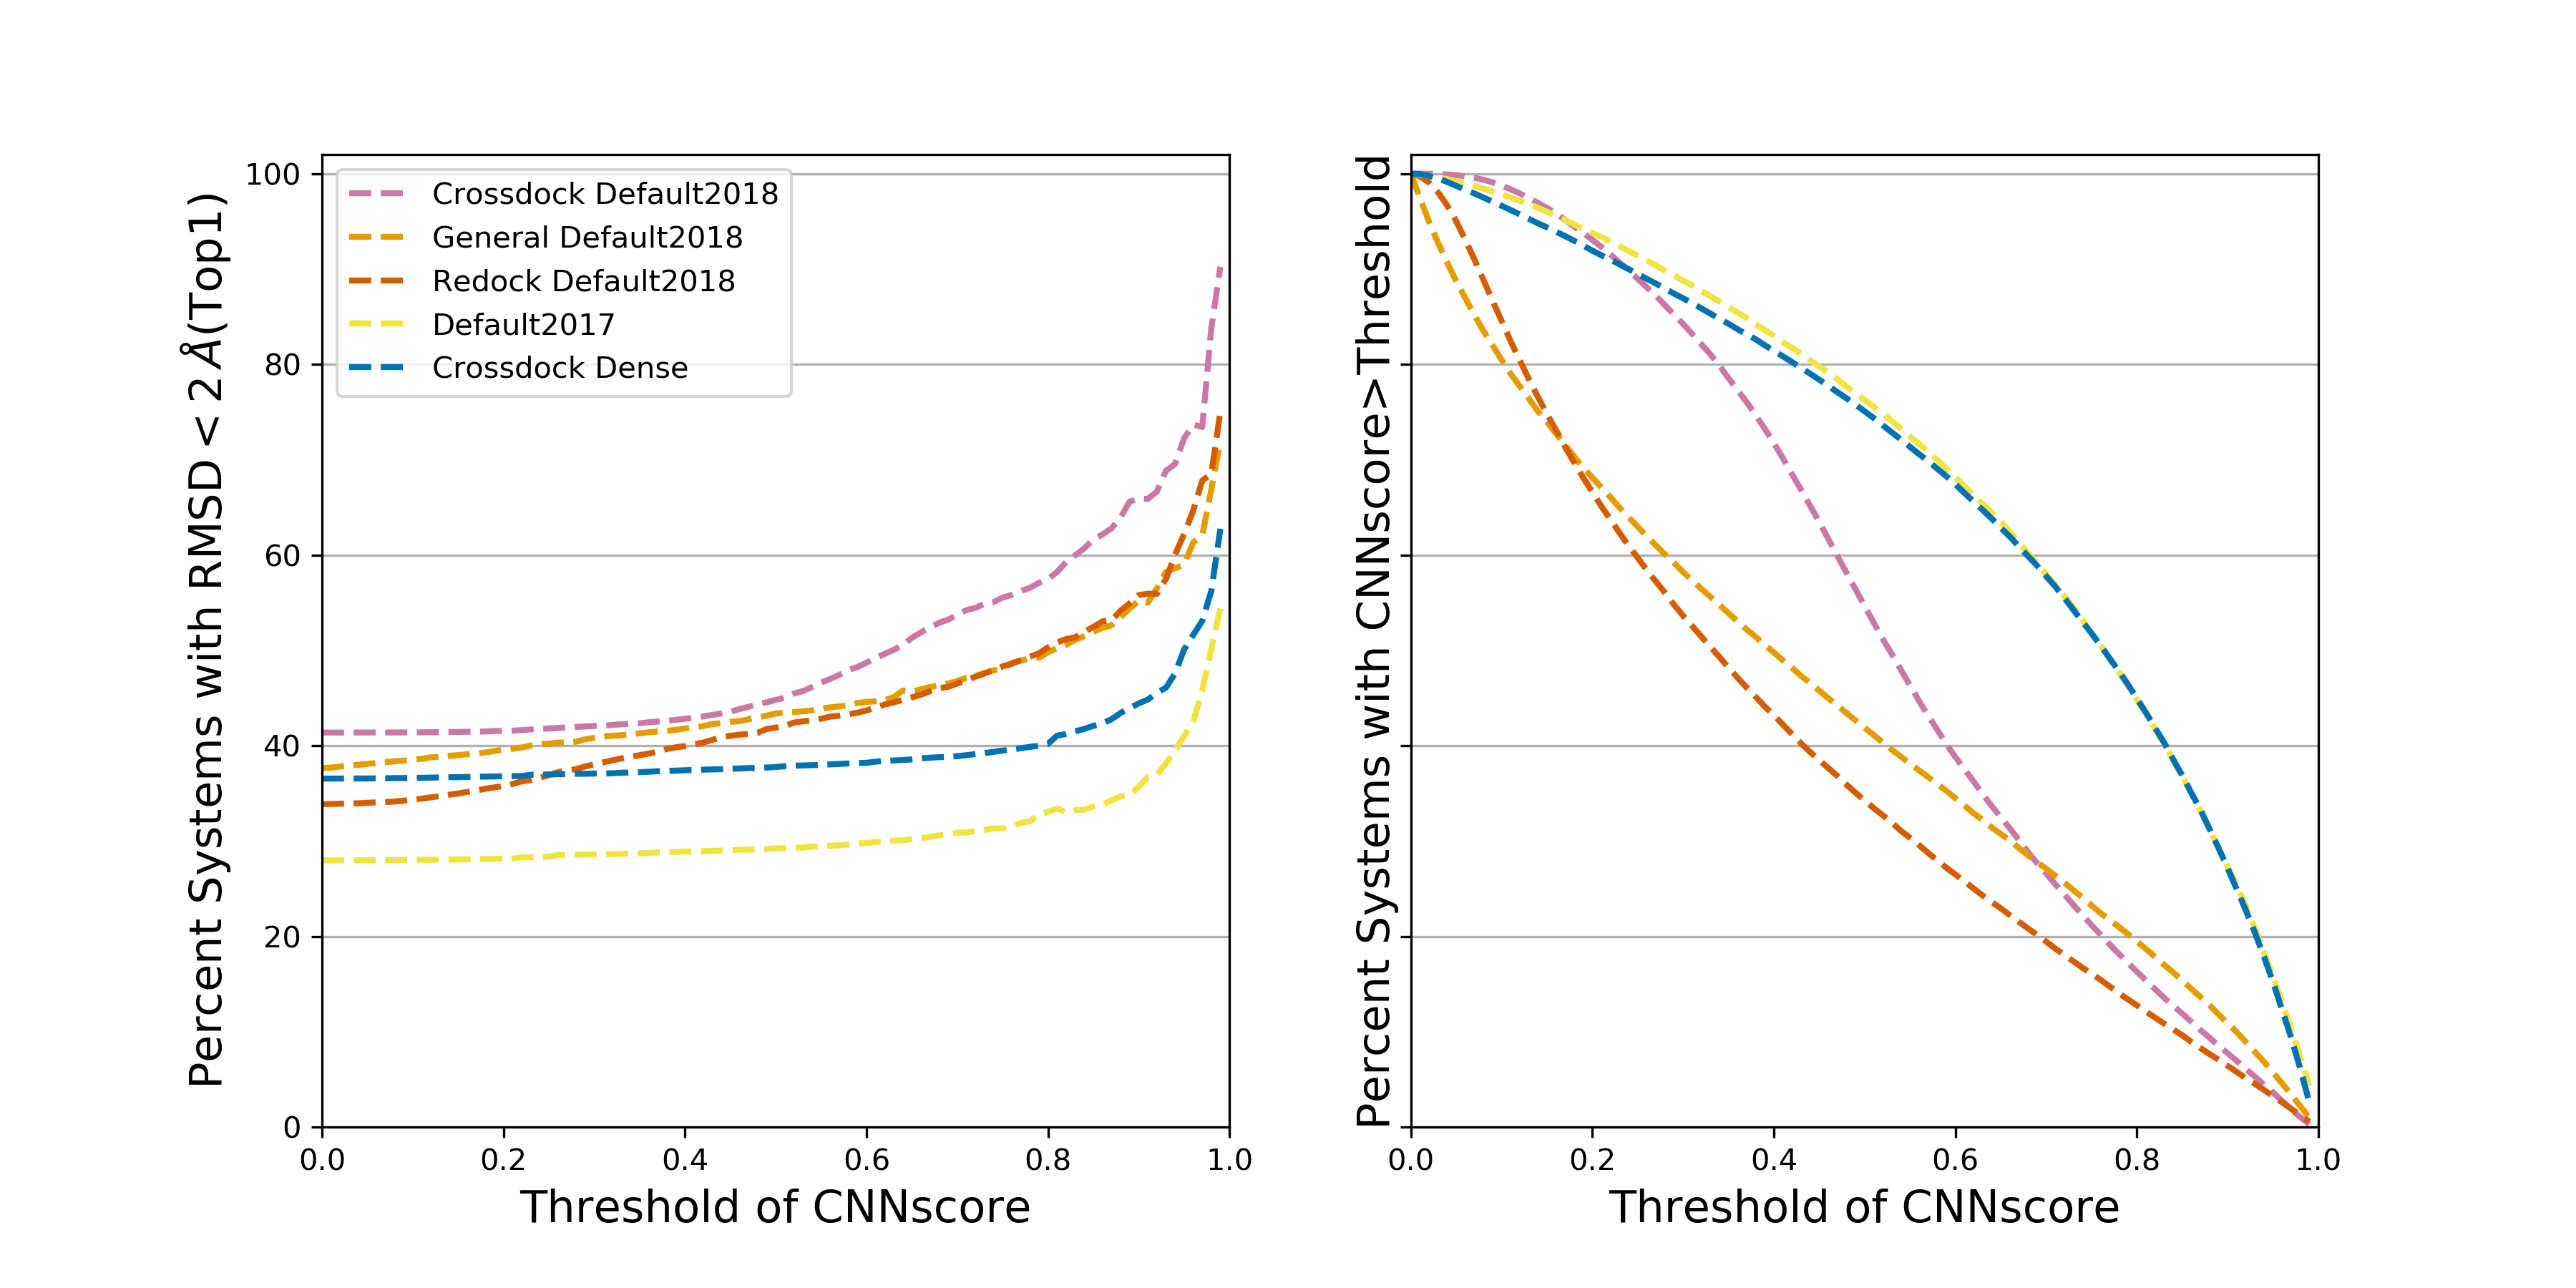 Percent Systems with RMSD < 2Å(Top1)
100
80
60
40
20
0
Crossdock Default2018
General Default2018
Redock Default2018
Default2017
Crossdock Dense
0.0 0.2 0.4 0.6 0.8 1.0
Threshold of CNNscore
Percent Systems with CNNscore>Threshold
0.0 0.2 0.4 0.6 0.8 1.0
Threshold of CNNscore